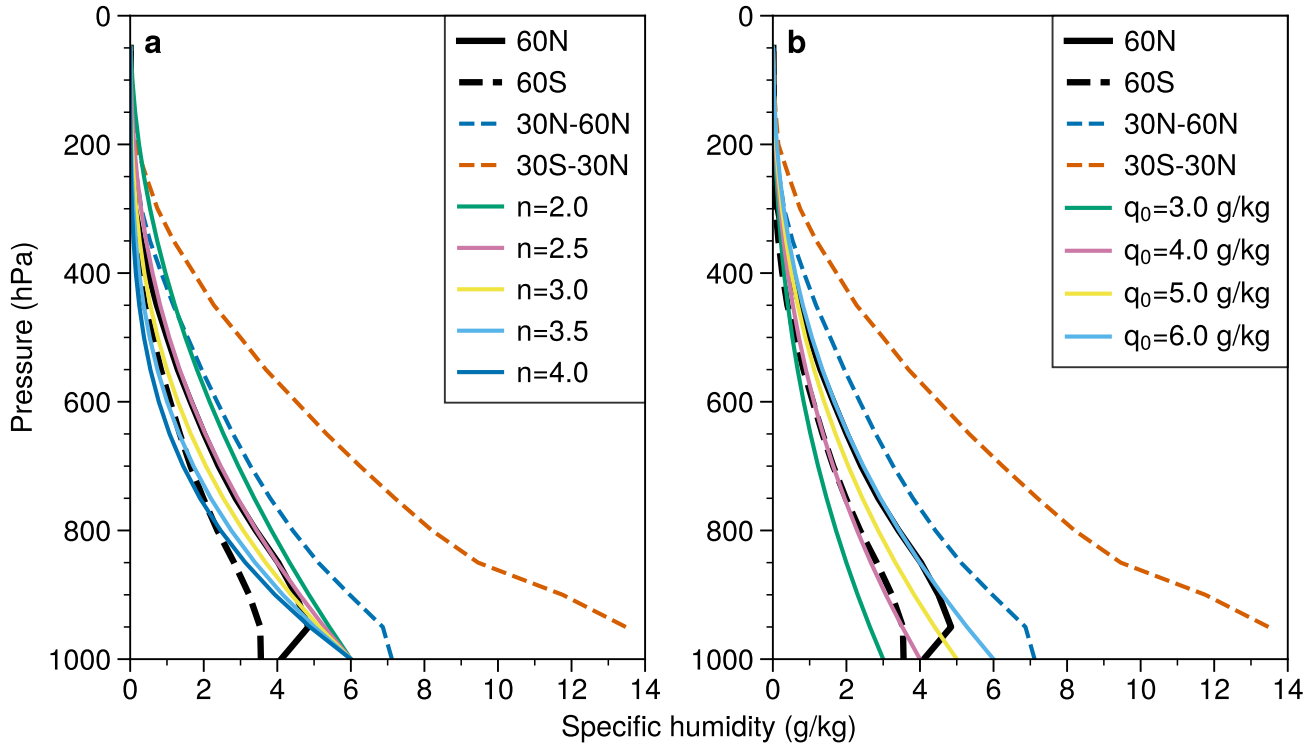 a
60N
60S
30N-60N
30S-30N
n=2.0
n=2.5
n=3.0
n=3.5
n=4.0
0
200
400
600
800
1000
0 2 4 6 8 10 12 14
Pressure (hPa)
b
60N
60S
30N-60N
30S-30N
q₀=3.0 g/kg
q₀=4.0 g/kg
q₀=5.0 g/kg
q₀=6.0 g/kg
0
200
400
600
800
1000
0 2 4 6 8 10 12 14
Specific humidity (g/kg)